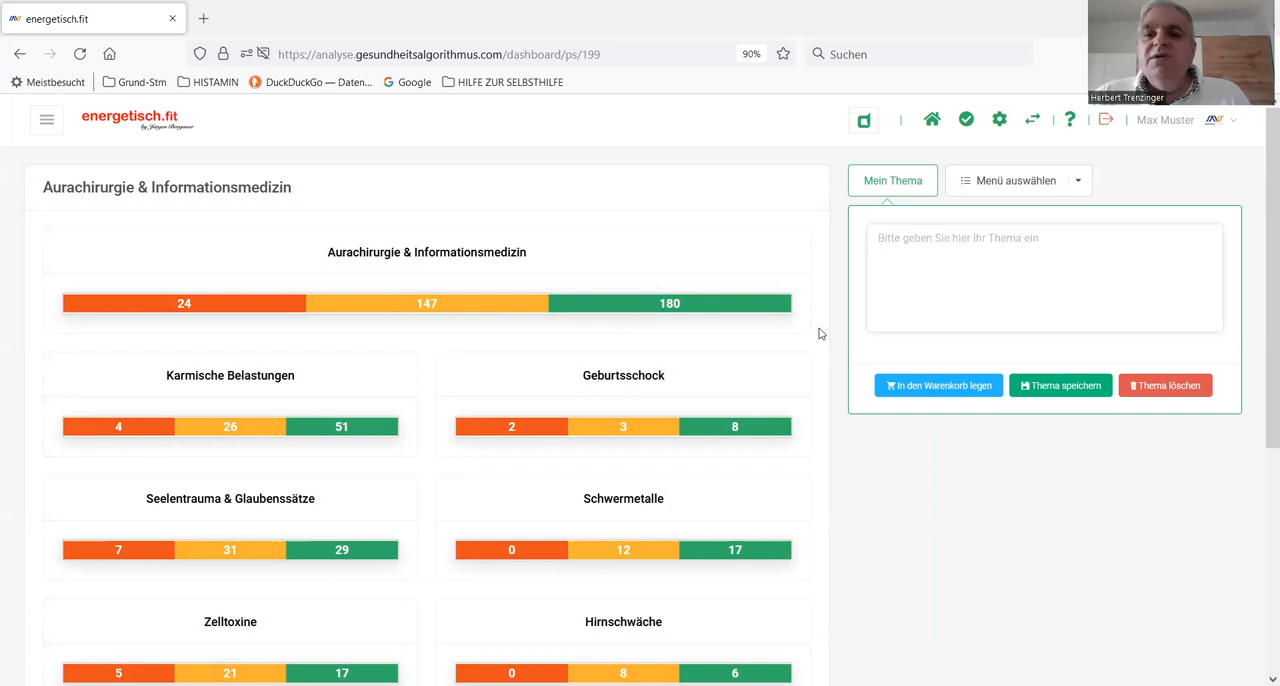 energetisch.fit
https://analyse.gesundheitsalgorithmus.com/dashboard/ps/199
90%
Suchen
Meistbesucht
Grund-Stm
HISTAMIN
DuckDuckGo — Daten...
Google
HILFE ZUR SELBSTHILFE
Herbert Trenzinger
energetisch.fit
by Jürgen Bergauer
Max Muster
Aurachirurgie & Informationsmedizin
Mein Thema
Menü auswählen
Aurachirurgie & Informationsmedizin
24 147 180
Bitte geben Sie hier Ihr Thema ein
In den Warenkorb legen
Thema speichern
Thema löschen
Karmische Belastungen
4 26 51
Geburtsschock
2 3 8
Seelentrauma & Glaubenssätze
7 31 29
Schwermetalle
0 12 17
Zelltoxine
5 21 17
Hirnschwäche
0 8 6